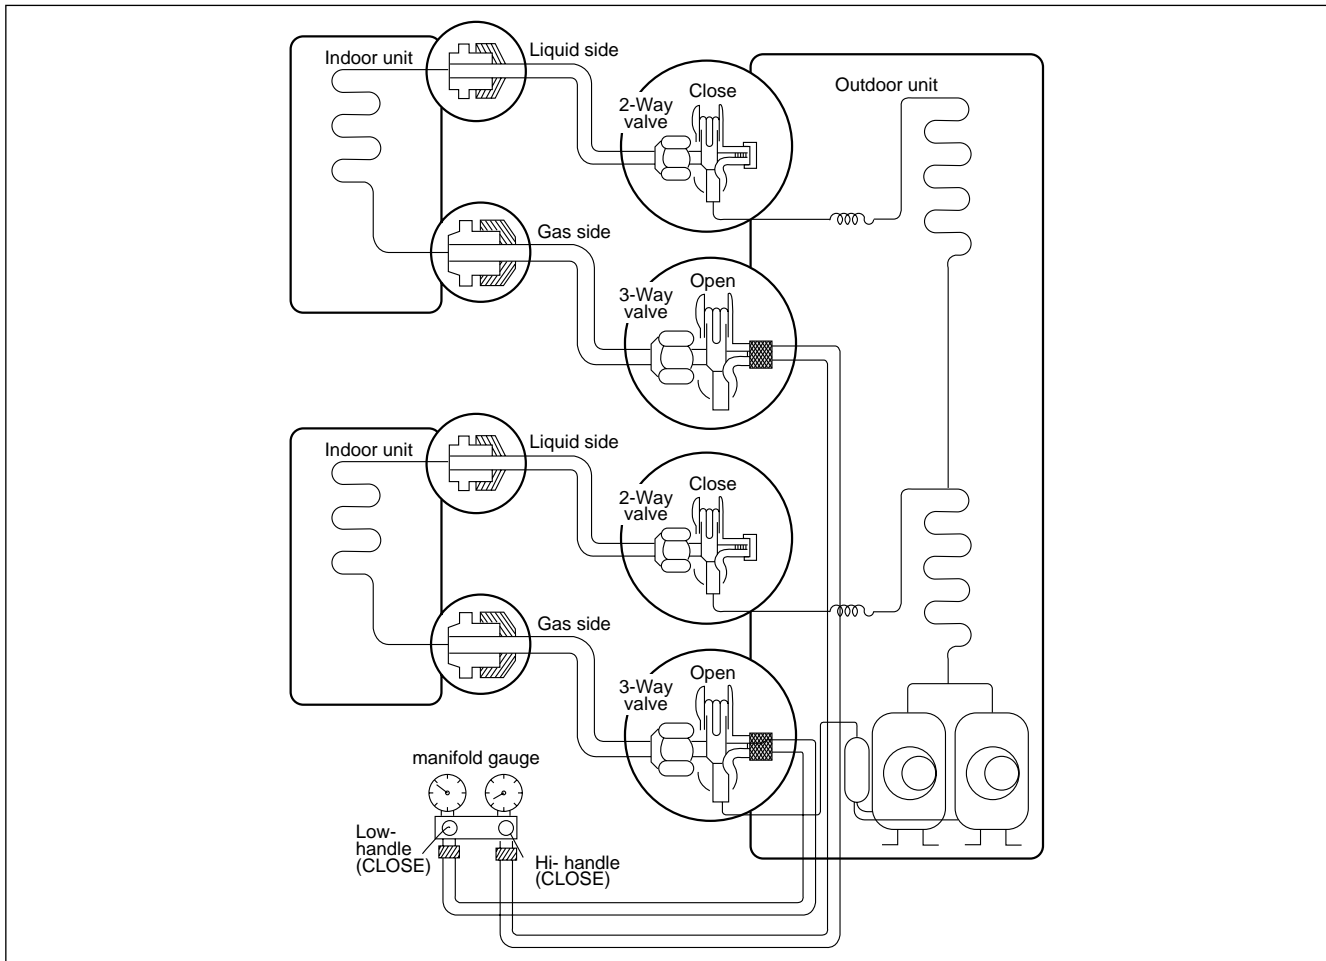 Indoor unit
Liquid side
2-Way
valve
Close
Outdoor unit
Gas side
3-Way
valve
Open
Indoor unit
Liquid side
2-Way
valve
Close
Gas side
3-Way
valve
Open
manifold gauge
Low-
handle
(CLOSE)
Hi- handle
(CLOSE)